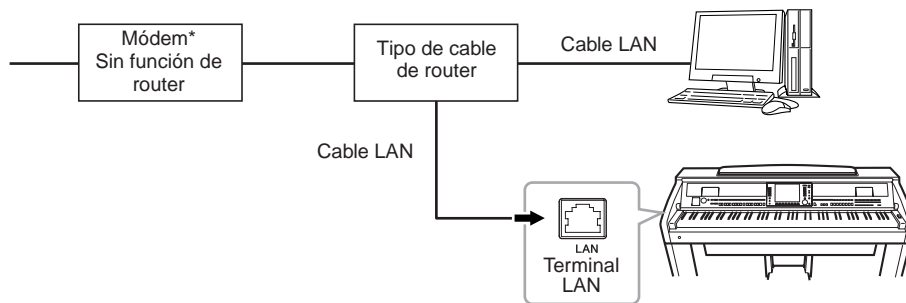 Módem*
Sin función de
router
Tipo de cable
de router
Cable LAN
Cable LAN
LAN
Terminal
LAN